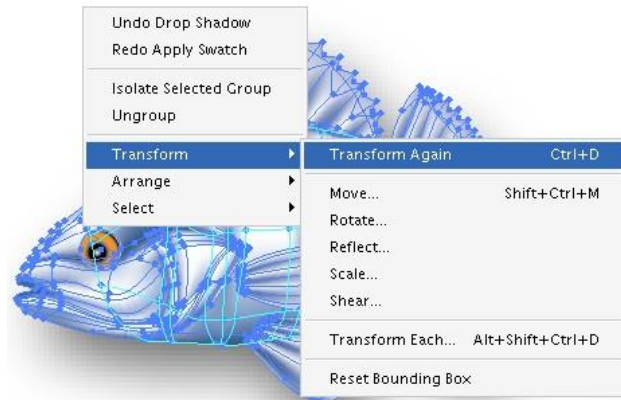 Undo Drop Shadow
Redo Apply Swatch
Isolate Selected Group
Ungroup
Transform
Arrange
Select
Transform Again Ctrl+D
Move... Shift+Ctrl+M
Rotate...
Reflect...
Scale...
Shear...
Transform Each... Alt+Shift+Ctrl+D
Reset Bounding Box